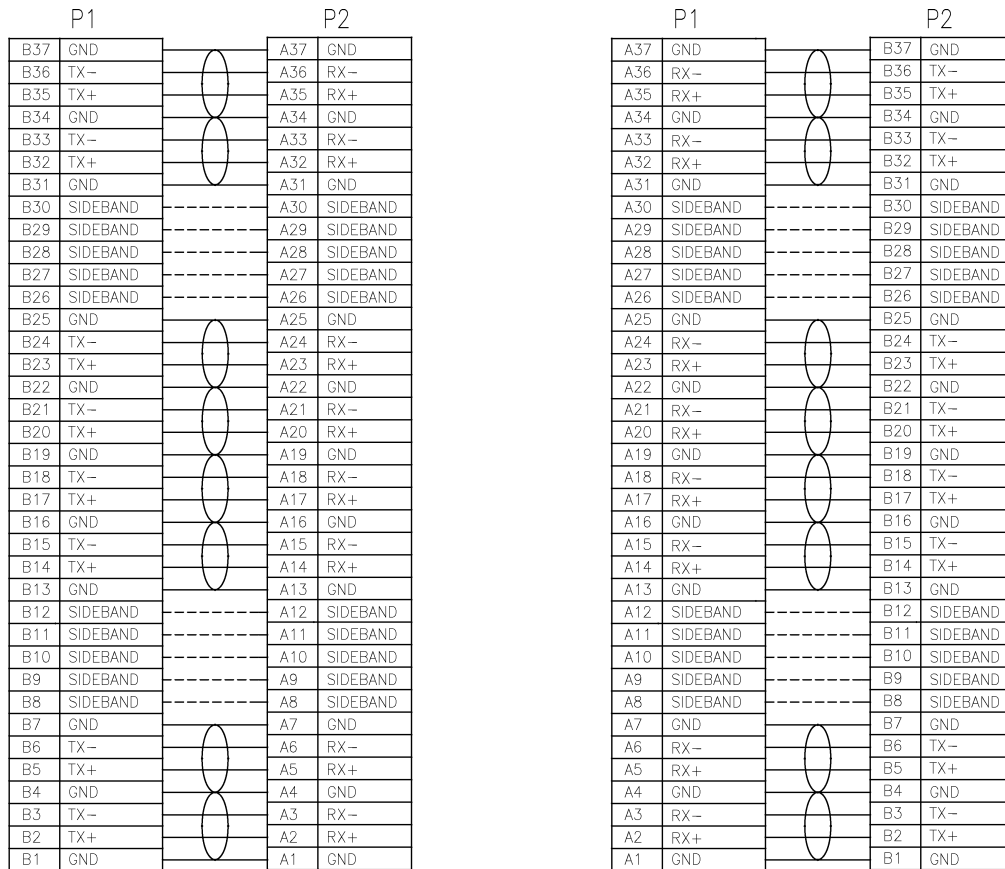 P1 P2 P1 P2
B37 GND A37 GND A37 GND B37 GND
B36 TX- A36 RX- A36 RX- B36 TX-
B35 TX+ A35 RX+ A35 RX+ B35 TX+
B34 GND A34 GND A34 GND B34 GND
B33 TX- A33 RX- A33 RX- B33 TX-
B32 TX+ A32 RX+ A32 RX+ B32 TX+
B31 GND A31 GND A31 GND B31 GND
B30 SIDEBAND A30 SIDEBAND A30 SIDEBAND B30 SIDEBAND
B29 SIDEBAND A29 SIDEBAND A29 SIDEBAND B29 SIDEBAND
B28 SIDEBAND A28 SIDEBAND A28 SIDEBAND B28 SIDEBAND
B27 SIDEBAND A27 SIDEBAND A27 SIDEBAND B27 SIDEBAND
B26 SIDEBAND A26 SIDEBAND A26 SIDEBAND B26 SIDEBAND
B25 GND A25 GND A25 GND B25 GND
B24 TX- A24 RX- A24 RX- B24 TX-
B23 TX+ A23 RX+ A23 RX+ B23 TX+
B22 GND A22 GND A22 GND B22 GND
B21 TX- A21 RX- A21 RX- B21 TX-
B20 TX+ A20 RX+ A20 RX+ B20 TX+
B19 GND A19 GND A19 GND B19 GND
B18 TX- A18 RX- A18 RX- B18 TX-
B17 TX+ A17 RX+ A17 RX+ B17 TX+
B16 GND A16 GND A16 GND B16 GND
B15 TX- A15 RX- A15 RX- B15 TX-
B14 TX+ A14 RX+ A14 RX+ B14 TX+
B13 GND A13 GND A13 GND B13 GND
B12 SIDEBAND A12 SIDEBAND A12 SIDEBAND B12 SIDEBAND
B11 SIDEBAND A11 SIDEBAND A11 SIDEBAND B11 SIDEBAND
B10 SIDEBAND A10 SIDEBAND A10 SIDEBAND B10 SIDEBAND
B9 SIDEBAND A9 SIDEBAND A9 SIDEBAND B9 SIDEBAND
B8 SIDEBAND A8 SIDEBAND A8 SIDEBAND B8 SIDEBAND
B7 GND A7 GND A7 GND B7 GND
B6 TX- A6 RX- A6 RX- B6 TX-
B5 TX+ A5 RX+ A5 RX+ B5 TX+
B4 GND A4 GND A4 GND B4 GND
B3 TX- A3 RX- A3 RX- B3 TX-
B2 TX+ A2 RX+ A2 RX+ B2 TX+
B1 GND A1 GND A1 GND B1 GND